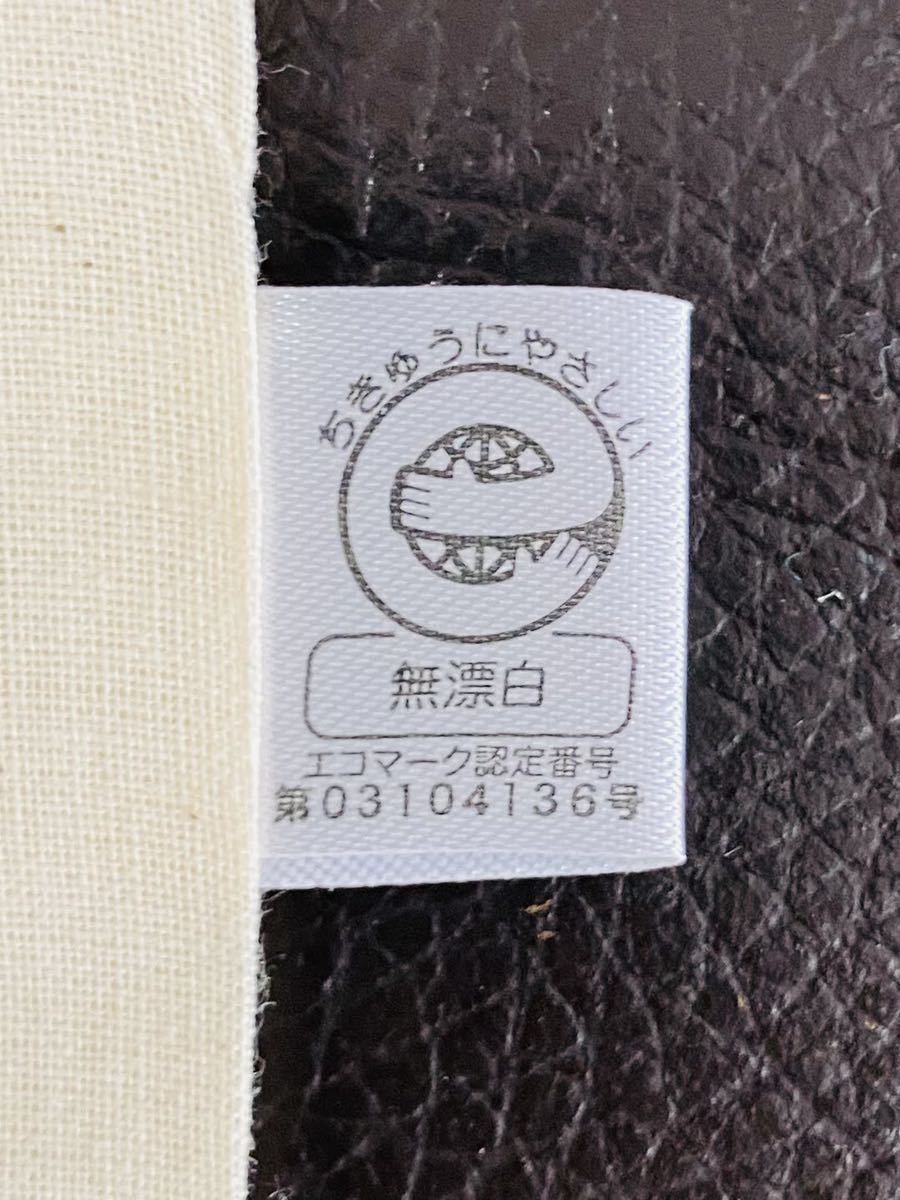 ちきゅうにやさしい
無漂白
エコマーク認定番号
第03104136号